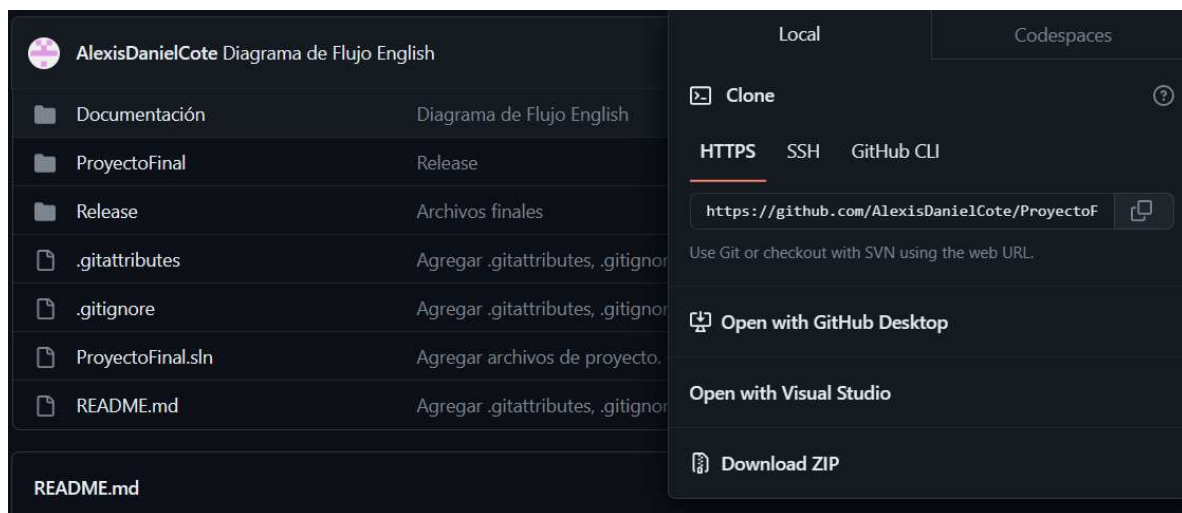 AlexisDanielCote Diagrama de Flujo English
Documentación Diagrama de Flujo English
ProyectoFinal Release
Release Archivos finales
.gitattributes Agregar .gitattributes, .gitignor
.gitignore Agregar .gitattributes, .gitignor
ProyectoFinal.sln Agregar archivos de proyecto.
README.md Agregar .gitattributes, .gitignor
README.md
Local Codespaces
Clone
HTTPS SSH GitHub CLI
https://github.com/AlexisDanielCote/ProyectoF
Use Git or checkout with SVN using the web URL.
Open with GitHub Desktop
Open with Visual Studio
Download ZIP